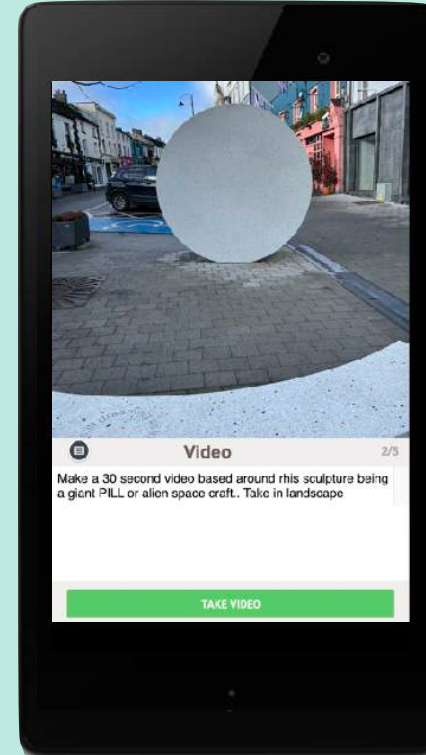 Video
2/5
Make a 30 second video based around rhis sculpture being
a giant PILL or alien space craft.. Take in landscape
TAKE VIDEO